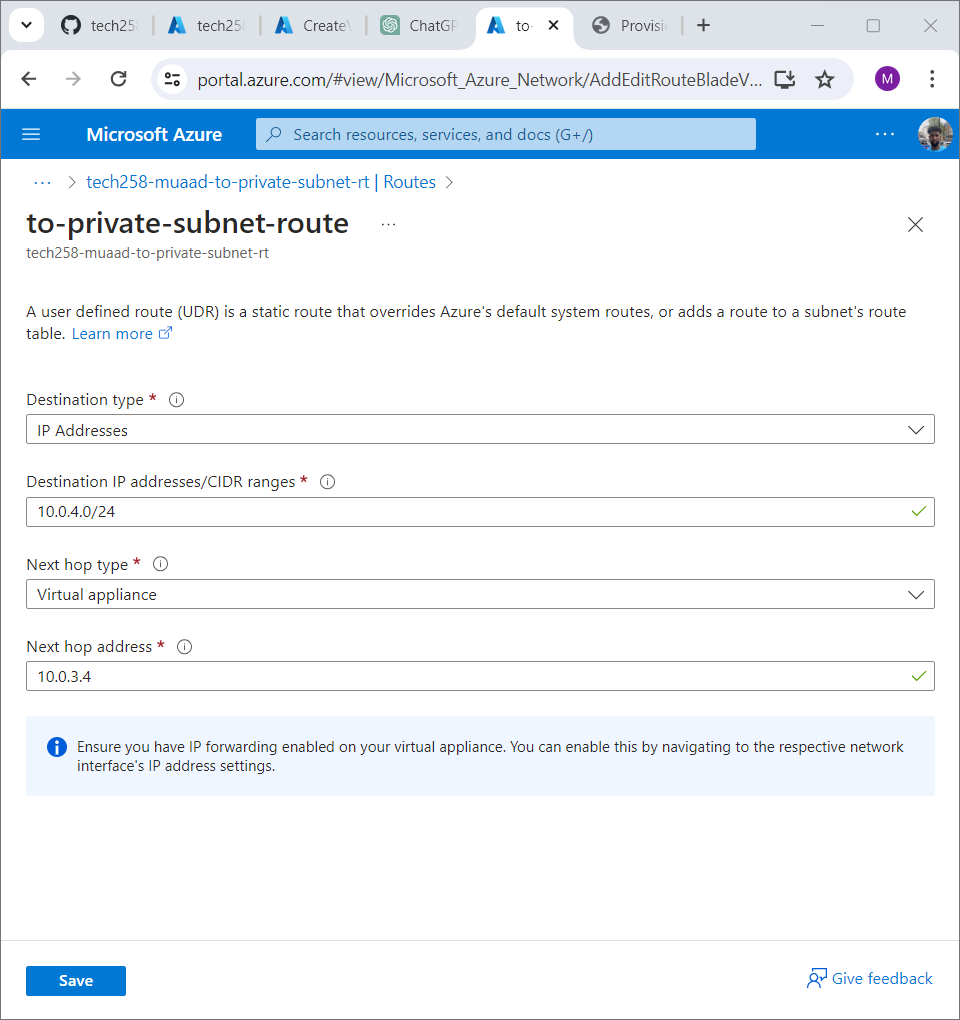 tech25
tech25
Create
ChatGP
to-
Provisi
portal.azure.com/#view/Microsoft_Azure_Network/AddEditRouteBladeV...
M
Microsoft Azure
Search resources, services, and docs (G+/)
...
... > tech258-muaad-to-private-subnet-rt | Routes >
to-private-subnet-route ...
tech258-muaad-to-private-subnet-rt
A user defined route (UDR) is a static route that overrides Azure's default system routes, or adds a route to a subnet's route
table. Learn more
Destination type *
IP Addresses
Destination IP addresses/CIDR ranges *
10.0.4.0/24
Next hop type *
Virtual appliance
Next hop address *
10.0.3.4
Ensure you have IP forwarding enabled on your virtual appliance. You can enable this by navigating to the respective network
interface's IP address settings.
Save
Give feedback